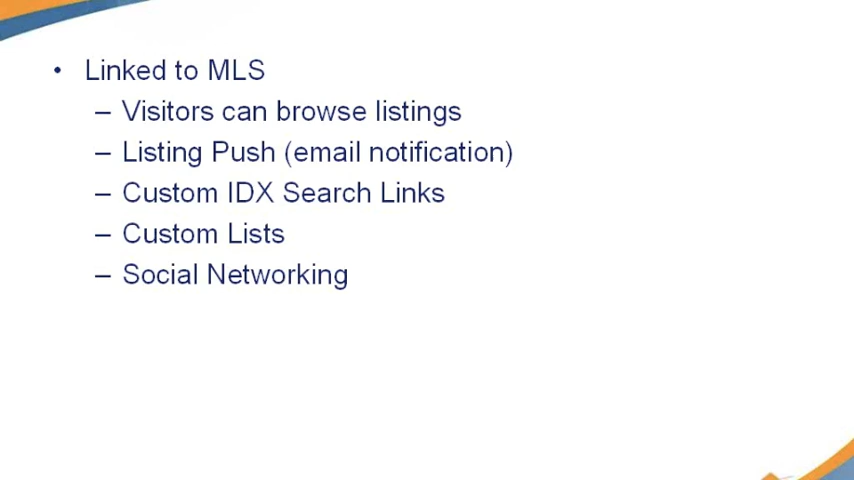 • Linked to MLS
– Visitors can browse listings
– Listing Push (email notification)
– Custom IDX Search Links
– Custom Lists
– Social Networking